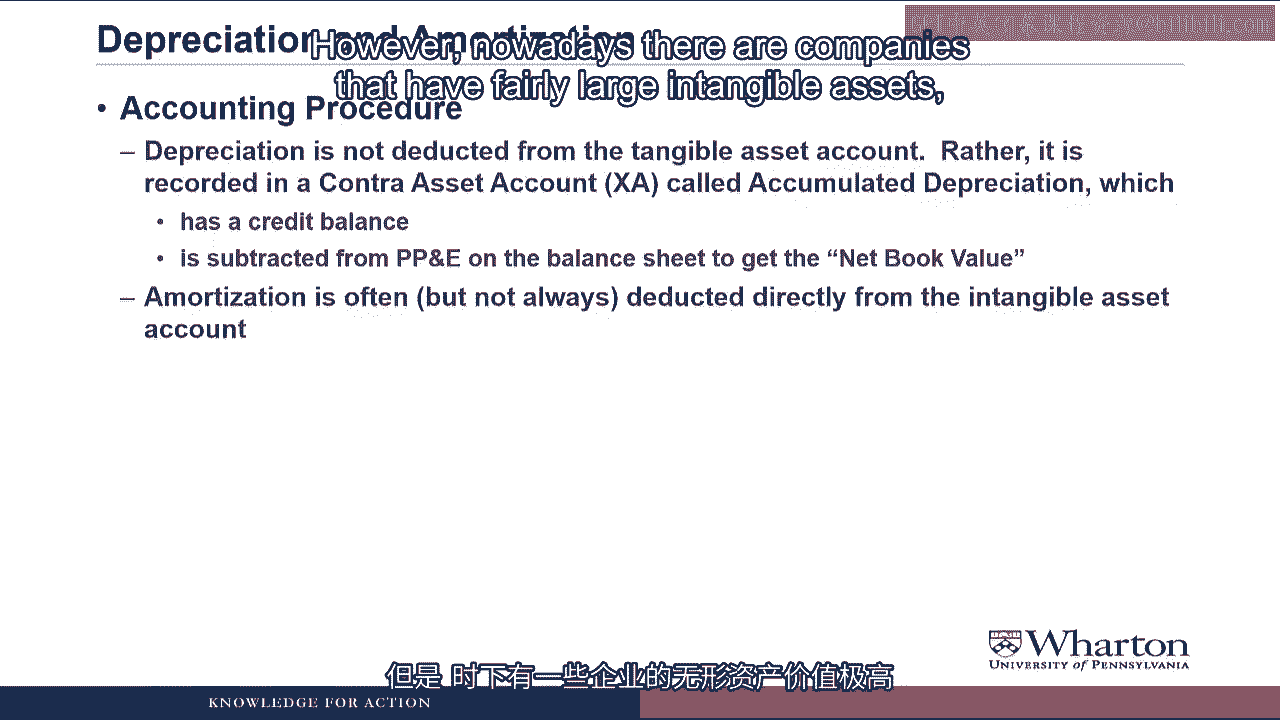 Depreciation and Amortization
However, nowadays there are companies
that have fairly large intangible assets,
• Accounting Procedure
– Depreciation is not deducted from the tangible asset account. Rather, it is
recorded in a Contra Asset Account (XA) called Accumulated Depreciation, which
• has a credit balance
• is subtracted from PP&E on the balance sheet to get the “Net Book Value”
– Amortization is often (but not always) deducted directly from the intangible asset
account
Wharton
UNIVERSITY of PENNSYLVANIA
但是 时下有一些企业的无形资产价值极高
KNOWLEDGE FOR ACTION